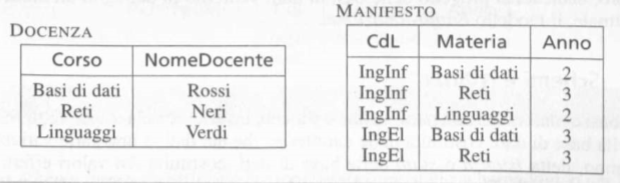 DOCENZA
Corso NomeDocente
Basi di dati Rossi
Reti Neri
Linguaggi Verdi
MANIFESTO
CdL Materia Anno
IngInf Basi di dati 2
IngInf Reti 3
IngInf Linguaggi 2
IngEl Basi di dati 3
IngEl Reti 3